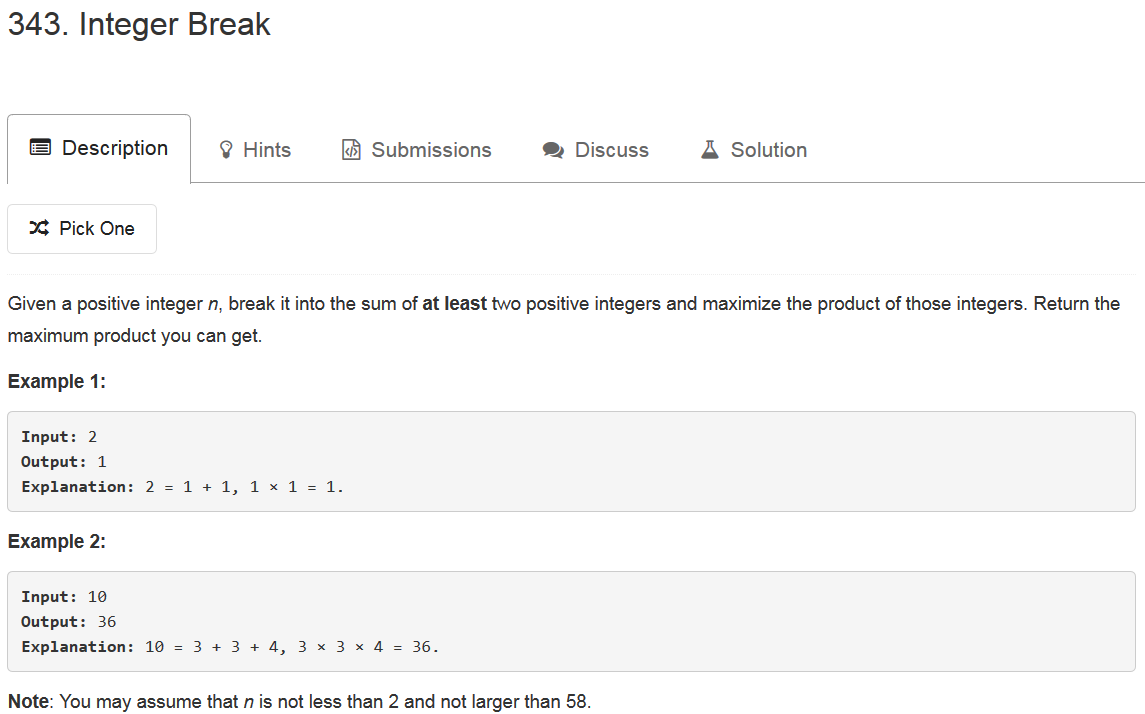 343. Integer Break
Description
Hints
Submissions
Discuss
Solution
Pick One
Given a positive integer n, break it into the sum of at least two positive integers and maximize the product of those integers. Return the
maximum product you can get.
Example 1:
Input: 2
Output: 1
Explanation: 2 = 1 + 1, 1 × 1 = 1.
Example 2:
Input: 10
Output: 36
Explanation: 10 = 3 + 3 + 4, 3 × 3 × 4 = 36.
Note: You may assume that n is not less than 2 and not larger than 58.